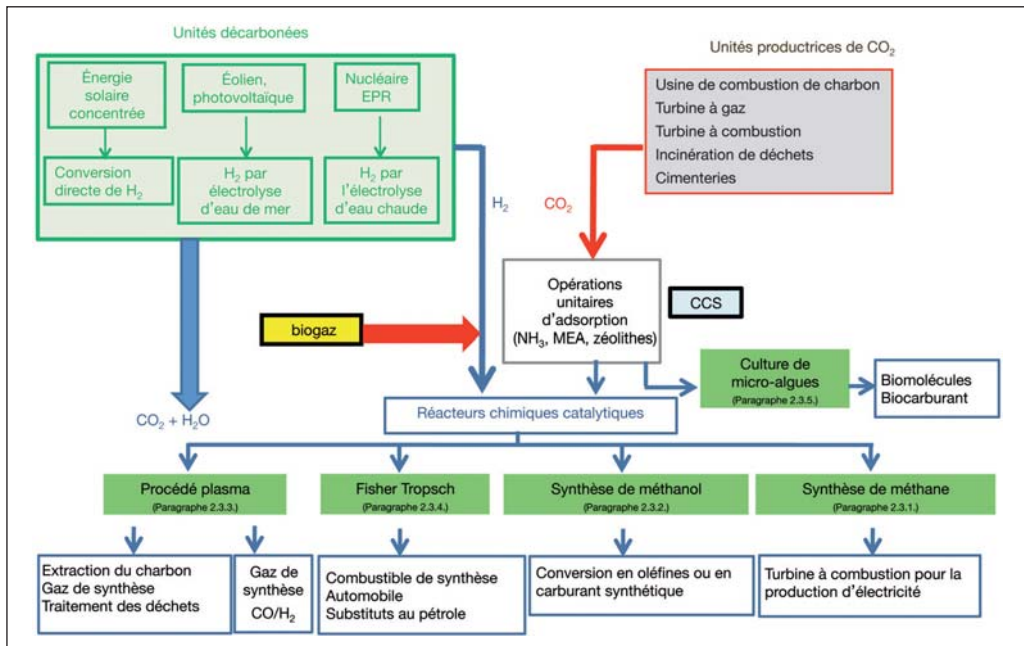 Unités décarbonées
Unités productrices de CO₂
Énergie
solaire
concentrée
Éolien,
photovoltaïque
Nucléaire
EPR
Conversion
directe de H₂
H₂ par
électrolyse
d'eau de mer
H₂ par
l'électrolyse
d'eau chaude
Usine de combustion de charbon
Turbine à gaz
Turbine à combustion
Incinération de déchets
Cimenteries
H₂
CO₂
Opérations
unitaires
d'adsorption
(NH₃, MEA, zéolithes)
CCS
biogaz
Culture de
micro-algues
(Paragraphe 2.3.5.)
Biomolécules
Biocarburant
CO₂ + H₂O
Réacteurs chimiques catalytiques
Procédé plasma
(Paragraphe 2.3.3.)
Fisher Tropsch
(Paragraphe 2.3.4.)
Synthèse de méthanol
(Paragraphe 2.3.2.)
Synthèse de méthane
(Paragraphe 2.3.1.)
Extraction du charbon
Gaz de synthèse
Traitement des déchets
Gaz de
synthèse
CO/H₂
Combustible de synthèse
Automobile
Substituts au pétrole
Conversion en oléfines ou en
carburant synthétique
Turbine à combustion pour la
production d'électricité